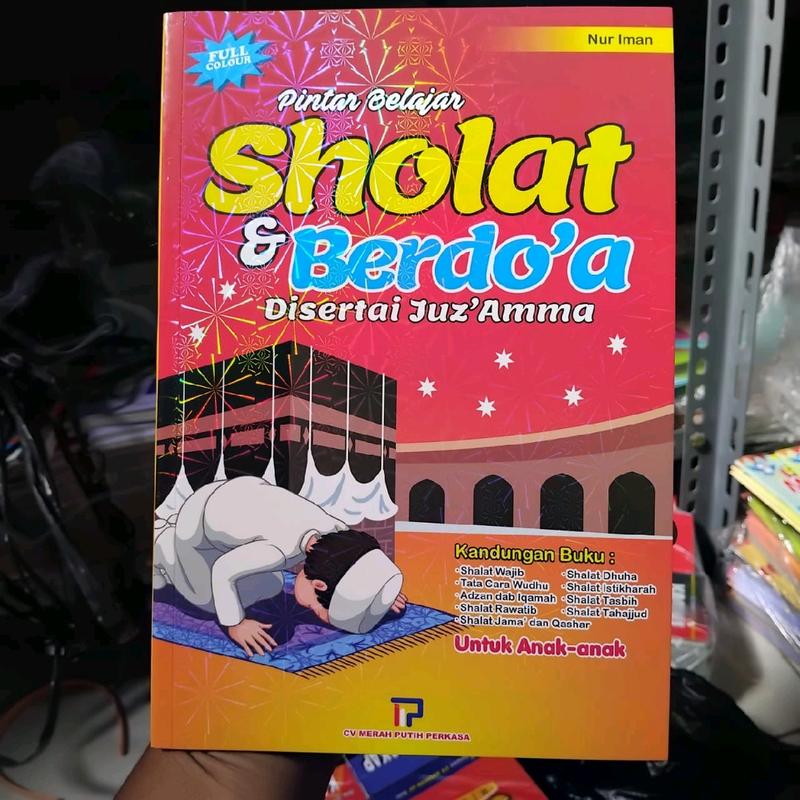 FULL
COLOUR
Nur Iman
Pintar Belajar
Sholat
& Berdo'a
Disertai Juz'Amma
Kandungan Buku :
·Shalat Wajib
·Tata Cara Wudhu
·Adzan dab Iqamah
·Shalat Rawatib
·Shalat Jama' dan Qashar
·Shalat Dhuha
·Shalat Istikharah
·Shalat Tasbih
·Shalat Tahajjud
Untuk Anak-anak
CV MERAH PUTIH PERKASA